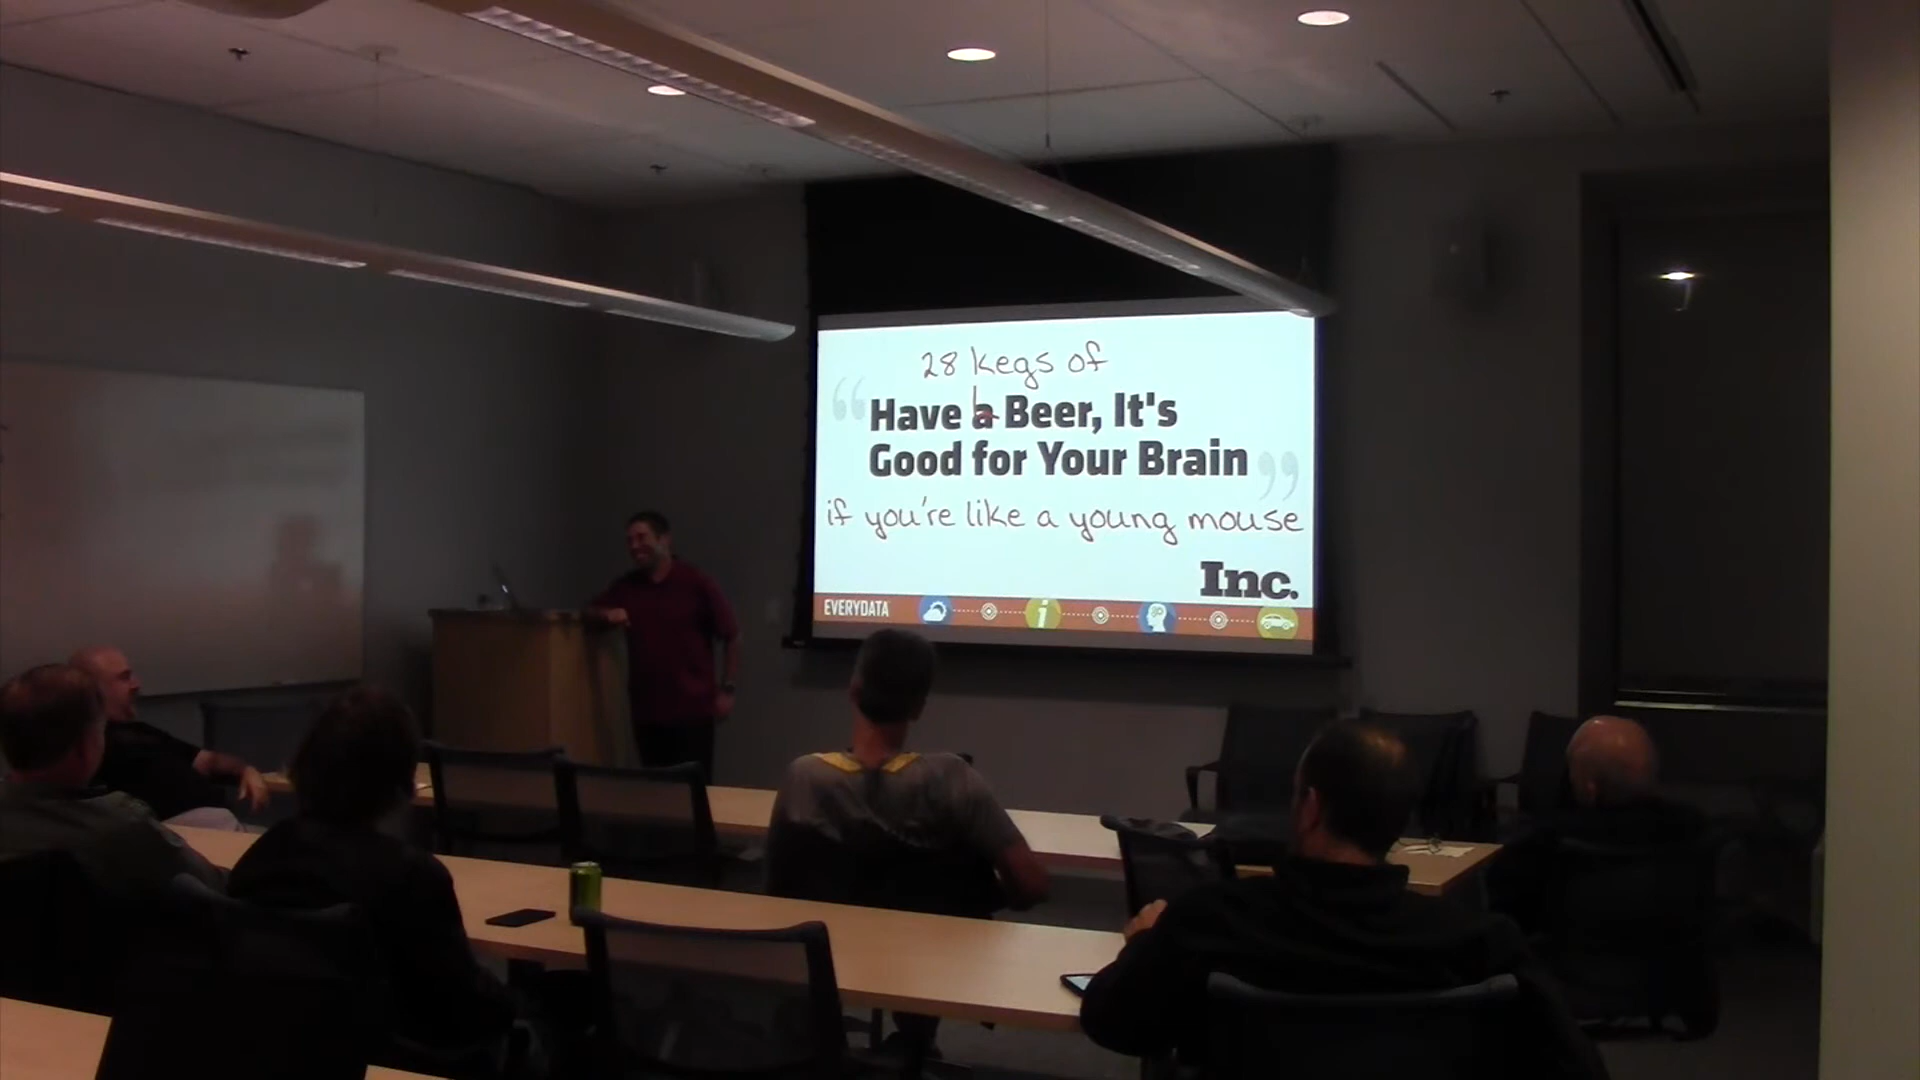 28 kegs of
“Have a Beer, It's
Good for Your Brain”
if you're like a young mouse
Inc.
EVERYDATA